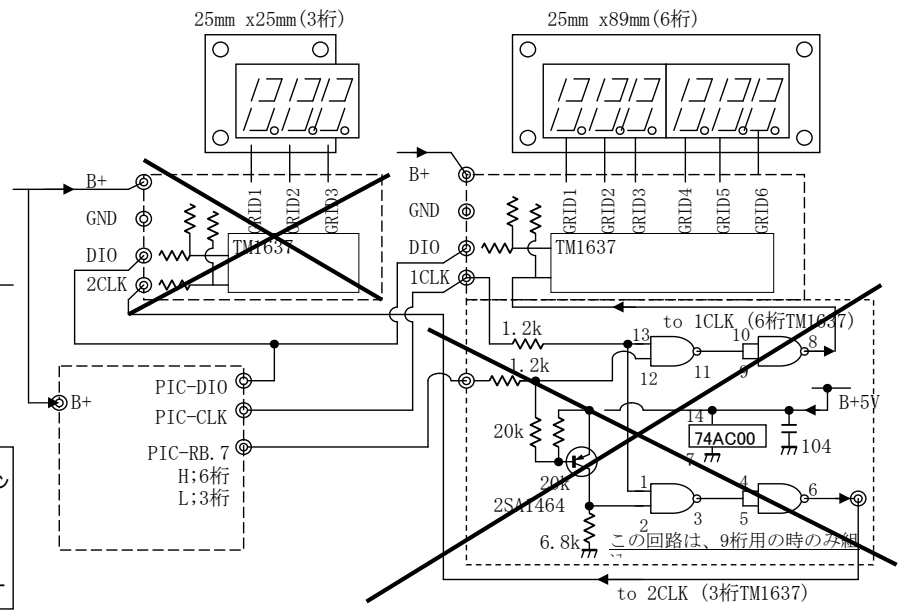 25mm x25mm(3桁)
25mm x89mm(6桁)
B+
GND
DIO
2CLK
GRID1
GRID2
GRID3
TM1637
B+
GND
DIO
1CLK
GRID1
GRID2
GRID3
GRID4
GRID5
GRID6
TM1637
to 1CLK (6桁TM1637)
1.2k
13
12
11
10
9
8
1.2k
B+
PIC-DIO
PIC-CLK
PIC-RB.7
H;6桁
L;3桁
20k
20k
2SA1464
6.8k
14
74AC00
7
104
B+5V
1
2
3
4
5
6
この回路は、9桁用の時のみ組
to 2CLK (3桁TM1637)
ン